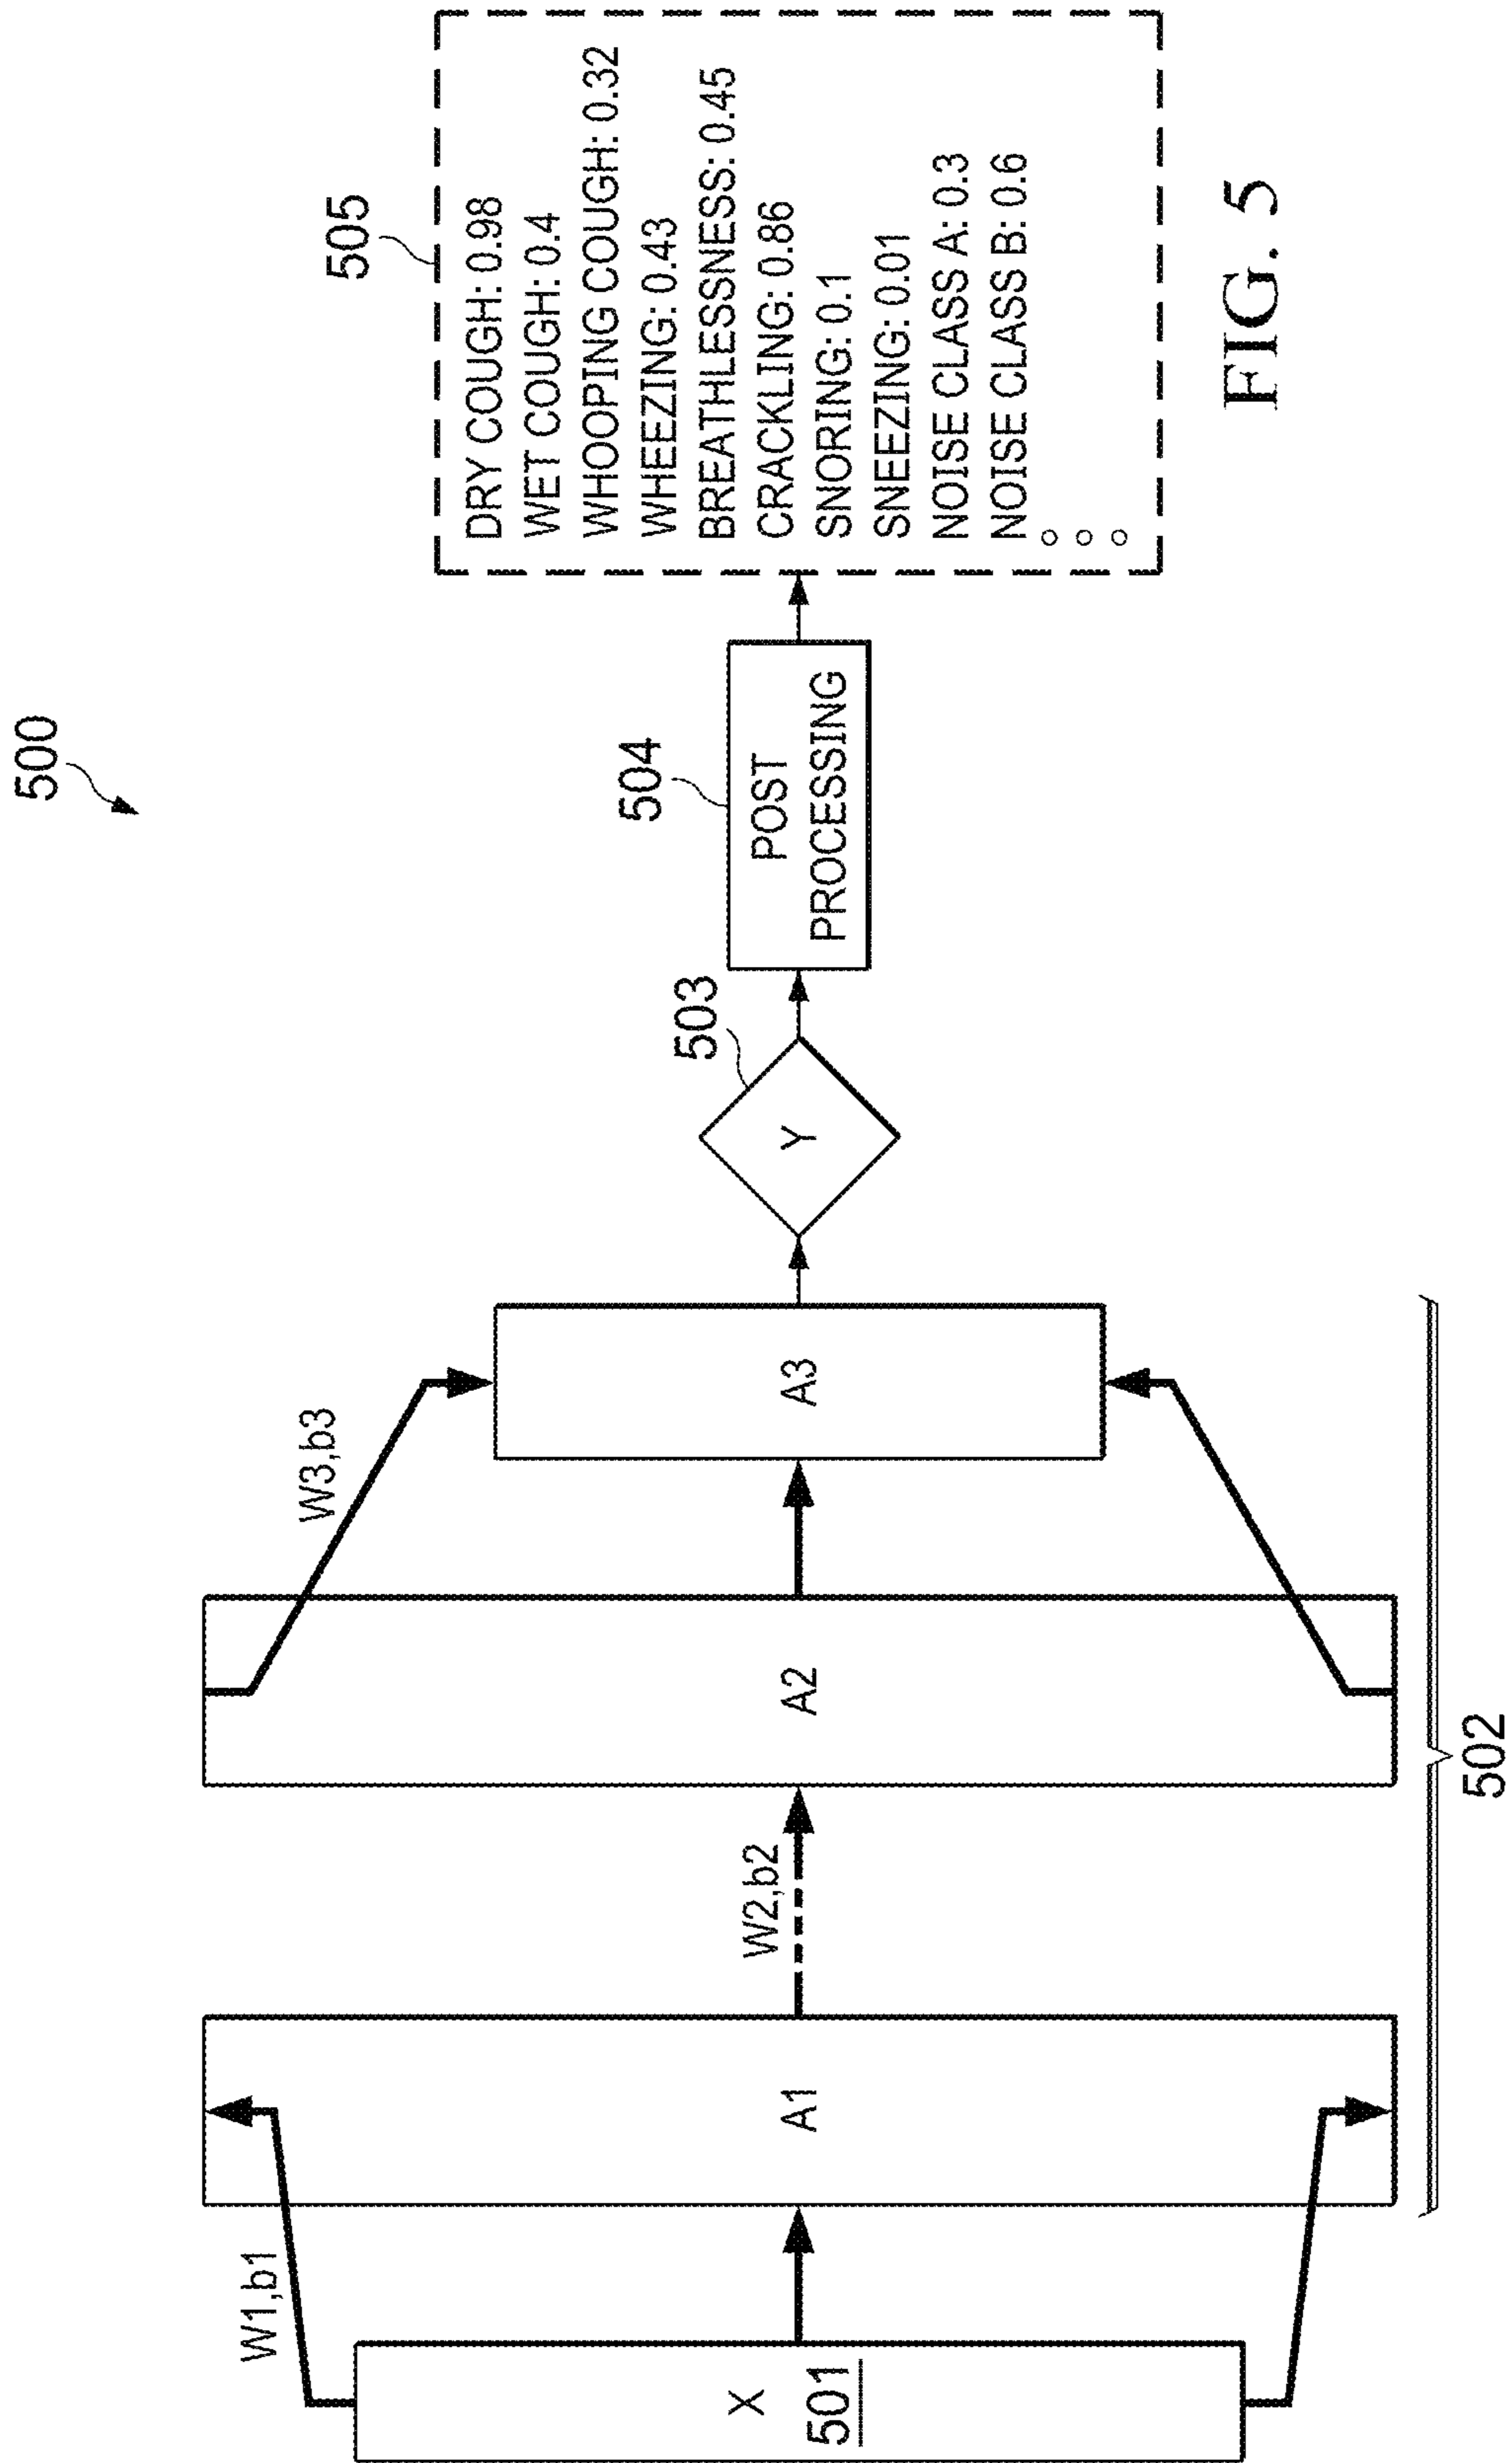 500
X
501
W1,b1
A1
W2,b2
A2
W3,b3
A3
502
Y
503
504
POST
PROCESSING
505
DRY COUGH: 0.98
WET COUGH: 0.4
WHOOPING COUGH: 0.32
WHEEZING: 0.43
BREATHLESSNESS: 0.45
CRACKLING: 0.86
SNORING: 0.1
SNEEZING: 0.01
NOISE CLASS A: 0.3
NOISE CLASS B: 0.6
FIG. 5